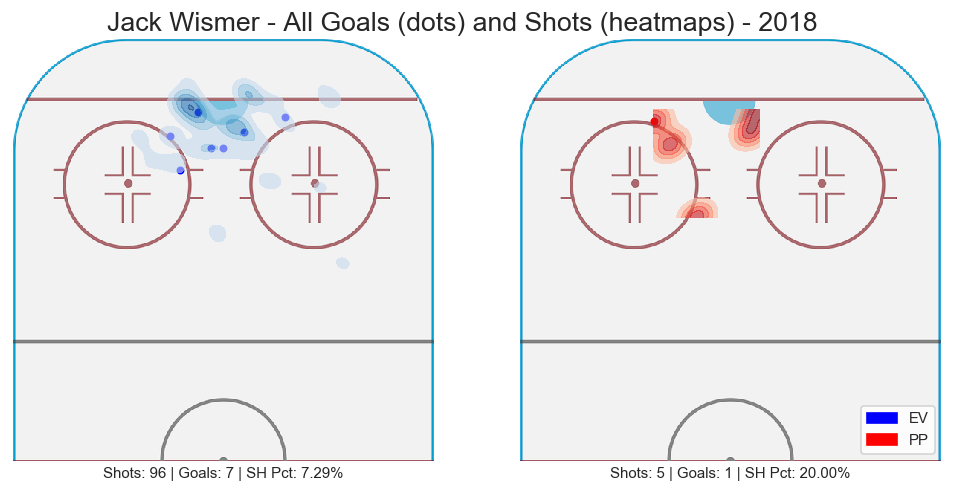 Jack Wismer - All Goals (dots) and Shots (heatmaps) - 2018
EV
PP
Shots: 96 | Goals: 7 | SH Pct: 7.29%
Shots: 5 | Goals: 1 | SH Pct: 20.00%